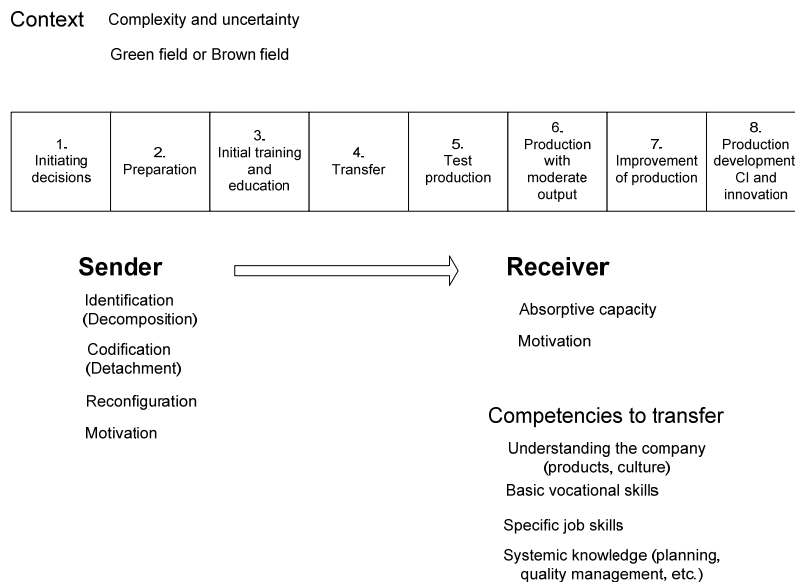 Context
Complexity and uncertainty
Green field or Brown field
1.
Initiating
decisions
2.
Preparation
3.
Initial training
and
education
4.
Transfer
5.
Test
production
6.
Production
with
moderate
output
7.
Improvement
of production
8.
Production
development
CI and
innovation
Sender
Identification
(Decomposition)
Codification
(Detachment)
Reconfiguration
Motivation
Receiver
Absorptive capacity
Motivation
Competencies to transfer
Understanding the company
(products, culture)
Basic vocational skills
Specific job skills
Systemic knowledge (planning,
quality management, etc.)